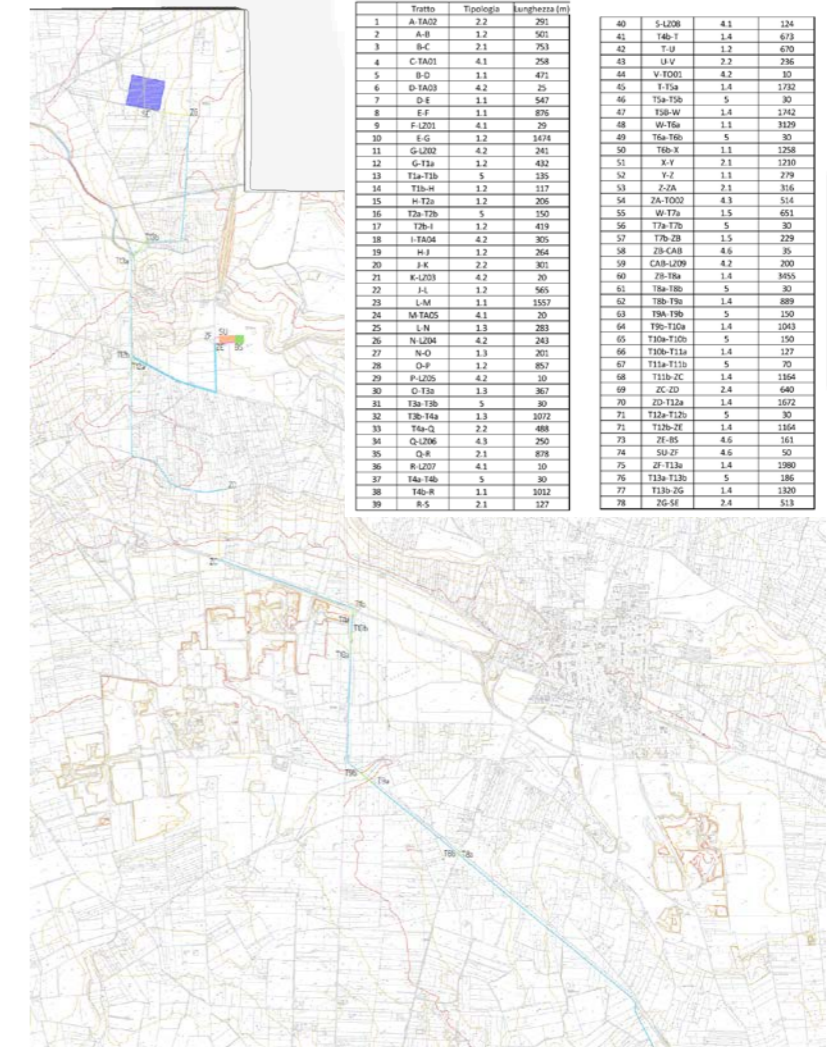 Tratto Tipologia Lunghezza (m)
1 A-TA02 2.2 291
2 A-B 1.2 501
3 B-C 2.1 753
4 C-TA01 4.1 258
5 B-D 1.1 471
6 D-TA03 4.2 25
7 D-E 1.1 547
8 E-F 1.1 876
9 F-LZ01 4.1 29
10 E-G 1.2 1474
11 G-LZ02 4.2 241
12 G-T1a 1.2 432
13 T1a-T1b 5 135
14 T1b-H 1.2 117
15 H-T2a 1.2 206
16 T2a-T2b 5 150
17 T2b-I 1.2 419
18 I-TA04 4.2 305
19 H-J 1.2 264
20 J-K 2.2 301
21 K-LZ03 4.2 20
22 J-L 1.2 565
23 L-M 1.1 1557
24 M-TA05 4.1 20
25 L-N 1.3 283
26 N-LZ04 4.2 243
27 N-O 1.3 201
28 O-P 1.2 857
29 P-LZ05 4.2 10
30 O-T3a 1.3 367
31 T3a-T3b 5 30
32 T3b-T4a 1.3 1072
33 T4a-Q 2.2 488
34 Q-LZ06 4.3 250
35 Q-R 2.1 878
36 R-LZ07 4.1 10
37 T4a-T4b 5 30
38 T4b-R 1.1 1012
39 R-S 2.1 127
40 S-LZ08 4.1 124
41 T4b-T 1.4 673
42 T-U 1.2 670
43 U-V 2.2 236
44 V-TO01 4.2 10
45 T-T5a 1.4 1732
46 T5a-T5b 5 30
47 T5B-W 1.4 1742
48 W-T6a 1.1 3129
49 T6a-T6b 5 30
50 T6b-X 1.1 1258
51 X-Y 2.1 1210
52 Y-Z 1.1 279
53 Z-ZA 2.1 316
54 ZA-TO02 4.3 514
55 W-T7a 1.5 651
56 T7a-T7b 5 30
57 T7b-ZB 1.5 229
58 ZB-CAB 4.6 35
59 CAB-LZ09 4.2 200
60 ZB-T8a 1.4 3455
61 T8a-T8b 5 30
62 T8b-T9a 1.4 889
63 T9A-T9b 5 150
64 T9b-T10a 1.4 1043
65 T10a-T10b 5 150
66 T10b-T11a 1.4 127
67 T11a-T11b 5 70
68 T11b-ZC 1.4 1164
69 ZC-ZD 2.4 640
70 ZD-T12a 1.4 1672
71 T12a-T12b 5 30
71 T12b-ZE 1.4 1164
73 ZE-BS 4.6 161
74 SU-ZF 4.6 50
75 ZF-T13a 1.4 1980
76 T13a-T13b 5 186
77 T13b-ZG 1.4 1320
78 ZG-SE 2.4 513
SE
ZG
T13b
T13a
SU
ZE BS
T12b
T12a
ZD
ZC
T11b
T10b
T10a
T9b
T9a
T8b T8a